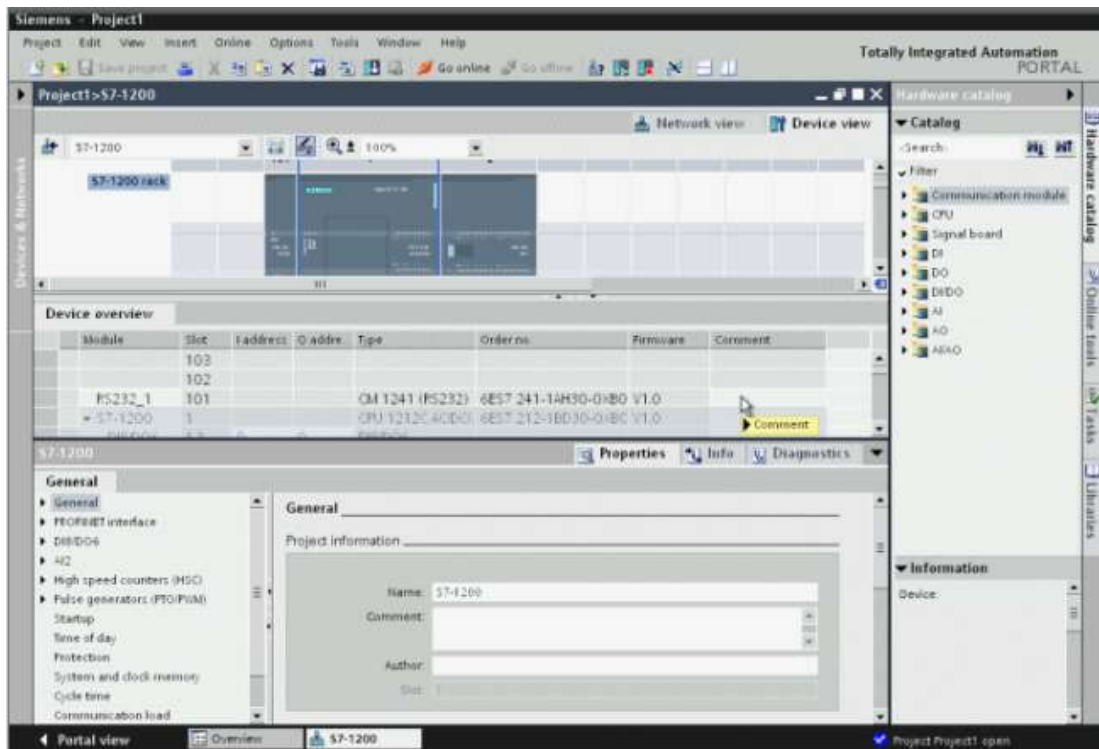 Siemens - Project1
Project Edit View Insert Online Options Tools Window Help
Totally Integrated Automation
PORTAL
Save project Go online Go offline
Project1>S7-1200
Hardware catalog
Network view Device view
Catalog
S7-1200 100%
<Search>
Filter
S7-1200 rack
Communication module
CPU
Signal board
DI
DO
DI/DO
AI
AO
AI/AO
Devices & Networks
Hardware catalog
Online tools
Tasks
Libraries
SIEMENS
Device overview
Module Slot I address Q addre.. Type Order no. Firmware Comment
103
102
RS232_1 101 CM 1241 (RS232) 6ES7 241-1AH30-0XB0 V1.0
S7-1200 1 6ES7 212-1BD30-0XB0 V1.0
Comment
S7-1200
Properties Info Diagnostics
General
General
PROFINET interface
DI8/DO6
AI2
High speed counters (HSC)
Pulse generators (PTO/PWM)
Startup
Time of day
Protection
System and clock memory
Cycle time
Communication load
General
Project information
Name: S7-1200
Comment:
Author:
Slot: 1
Information
Device:
Portal view Overview S7-1200
Project Project1 open